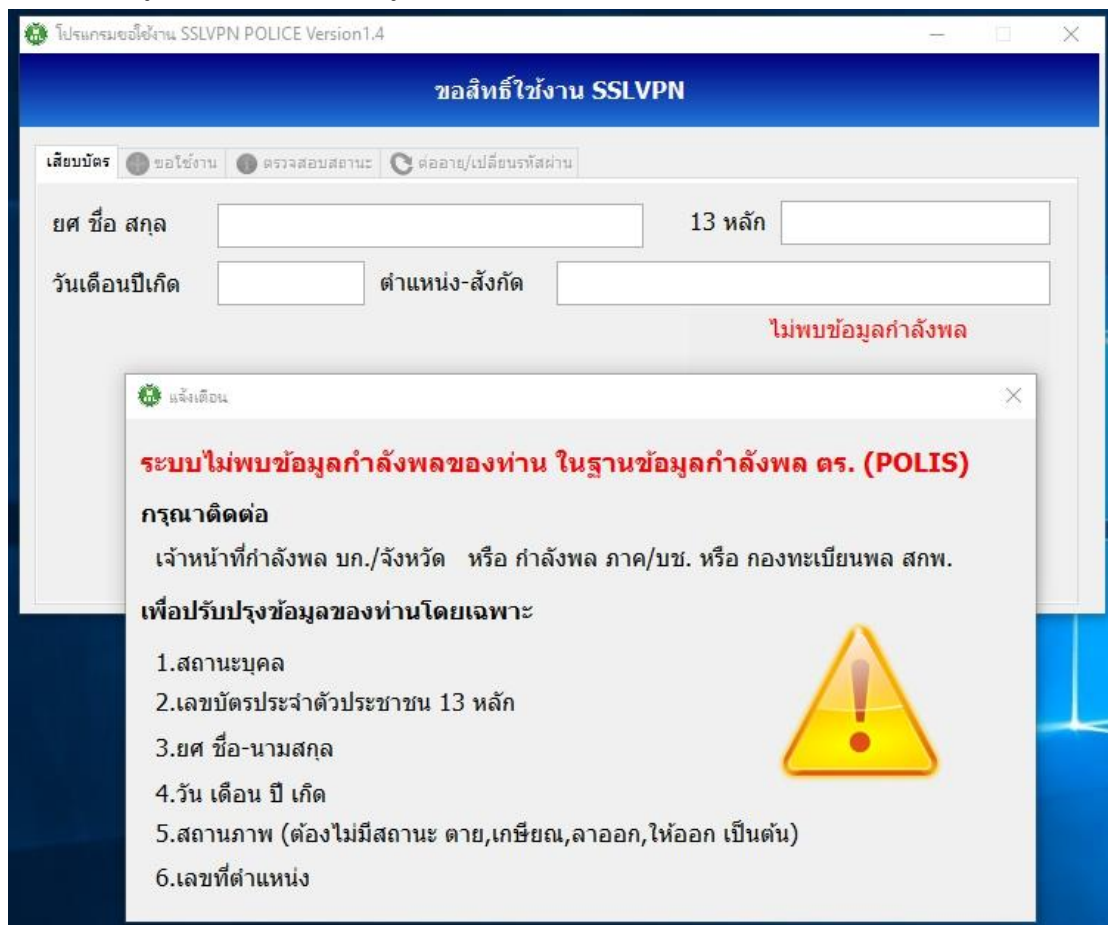 โปรแกรมขอใช้งาน SSLVPN POLICE Version1.4
ขอสิทธิ์ใช้งาน SSLVPN
เสียบบัตร ขอใช้งาน ตรวจสอบสถานะ ต่ออายุ/เปลี่ยนรหัสผ่าน
ยศ ชื่อ สกุล 13 หลัก
วันเดือนปีเกิด ตำแหน่ง-สังกัด
ไม่พบข้อมูลกำลังพล
แจ้งเตือน
ระบบไม่พบข้อมูลกำลังพลของท่าน ในฐานข้อมูลกำลังพล ตร. (POLIS)
กรุณาติดต่อ
เจ้าหน้าที่กำลังพล บก./จังหวัด หรือ กำลังพล ภาค/บช. หรือ กองทะเบียนพล สกพ.
เพื่อปรับปรุงข้อมูลของท่านโดยเฉพาะ
1.สถานะบุคล
2.เลขบัตรประจำตัวประชาชน 13 หลัก
3.ยศ ชื่อ-นามสกุล
4.วัน เดือน ปี เกิด
5.สถานภาพ (ต้องไม่มีสถานะ ตาย,เกษียณ,ลาออก,ให้ออก เป็นต้น)
6.เลขที่ตำแหน่ง